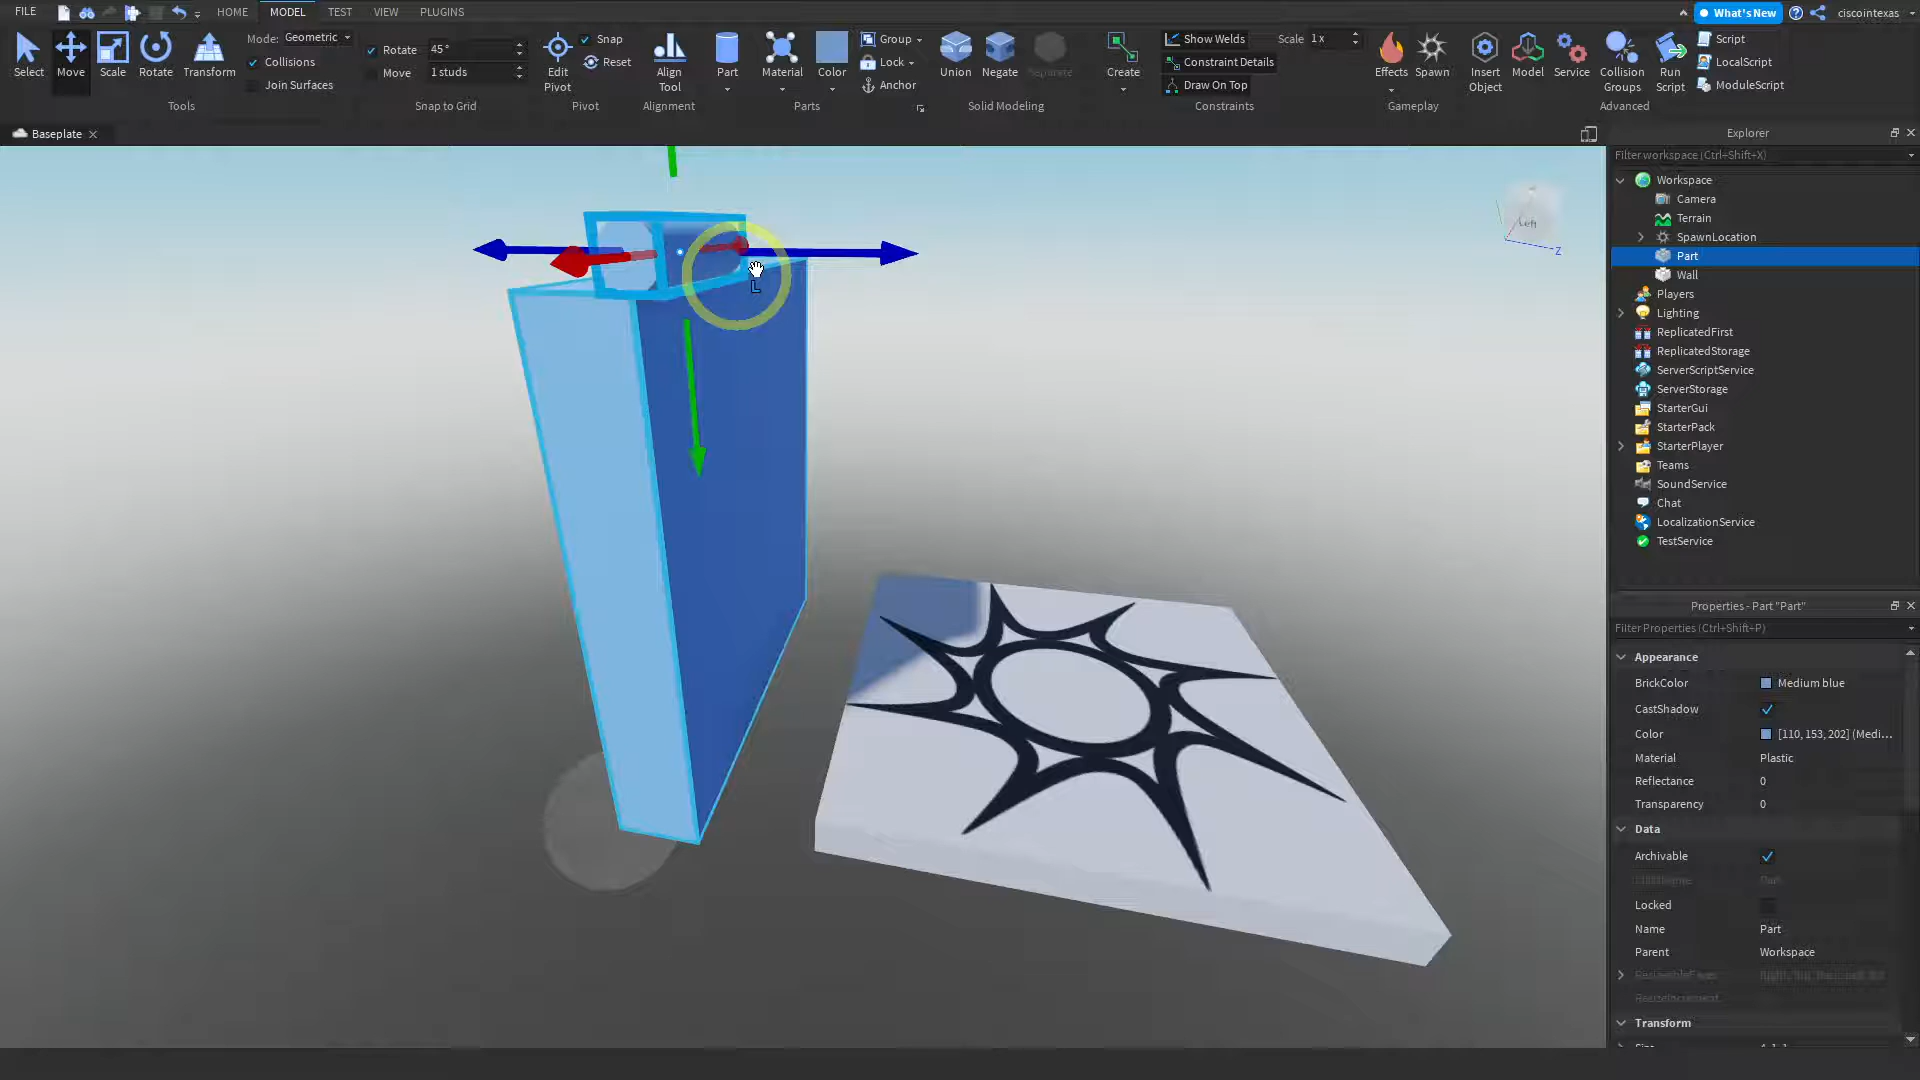 FILE HOME MODEL TEST VIEW PLUGINS What's New ciscointexas
Select Move Scale Rotate Transform
Mode: Geometric
Collisions
Join Surfaces
Tools
Rotate 45°
Move 1 studs
Snap to Grid
Edit Pivot
Snap
Reset
Pivot
Align Tool
Alignment
Part Material Color
Group
Lock
Anchor
Parts
Union Negate Separate
Solid Modeling
Create
Show Welds
Constraint Details
Draw On Top
Scale 1x
Constraints
Effects Spawn
Gameplay
Insert Object
Model
Service
Collision Groups
Run Script
Script
LocalScript
ModuleScript
Advanced
Baseplate
Left
Z
L
Explorer
Filter workspace (Ctrl+Shift+X)
Workspace
Camera
Terrain
SpawnLocation
Part
Wall
Players
Lighting
ReplicatedFirst
ReplicatedStorage
ServerScriptService
ServerStorage
StarterGui
StarterPack
StarterPlayer
Teams
SoundService
Chat
LocalizationService
TestService
Properties - Part "Part"
Filter Properties (Ctrl+Shift+P)
Appearance
BrickColor Medium blue
CastShadow
Color [110, 153, 202] (Medi...
Material Plastic
Reflectance 0
Transparency 0
Data
Archivable
Locked
Name Part
Parent Workspace
Transform